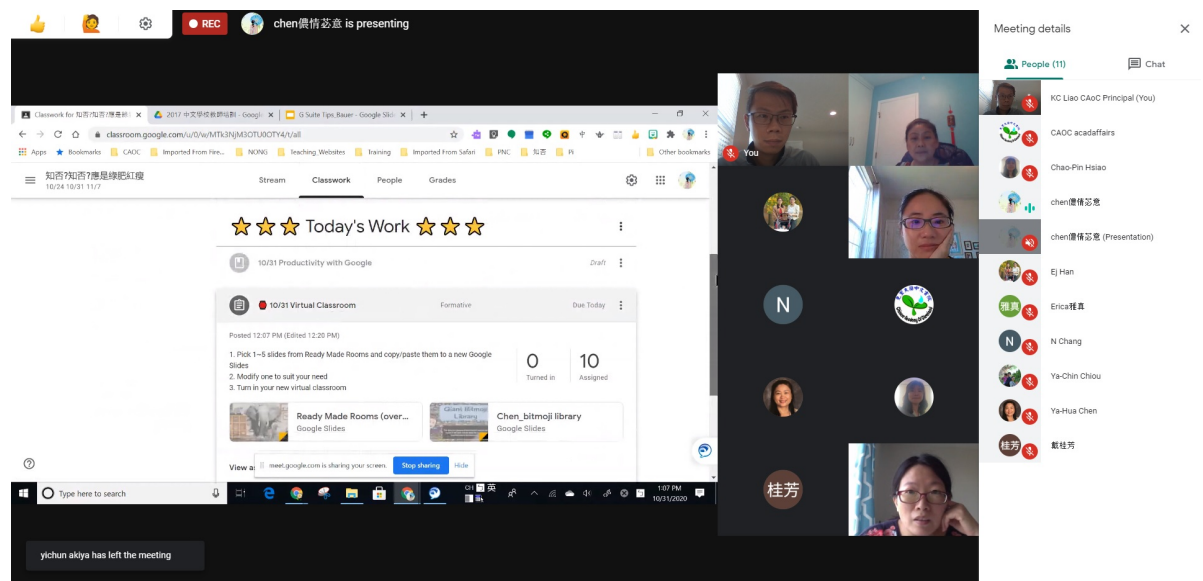 REC
chen儂情苾意 is presenting
Classwork for 知否?知否?應是綠肥
2017 中文學校教師培訓 - Google
G Suite Tips_Bauer - Google Slid
classroom.google.com/u/0/w/MTk3NjM3OTU0OTY4/t/all
Apps Bookmarks CAOC Imported From Fire... NONG Teaching_Websites Training Imported From Safari PNC 知否 Pi Other bookmarks
知否?知否?應是綠肥紅瘦
10/24 10/31 11/7
Stream Classwork People Grades
Today's Work
10/31 Productivity with Google Draft
10/31 Virtual Classroom Formative Due Today
Posted 12:07 PM (Edited 12:20 PM)
1. Pick 1~5 slides from Ready Made Rooms and copy/paste them to a new Google
Slides
2. Modify one to suit your need
3. Turn in your new virtual classroom
0
Turned in
10
Assigned
Ready Made Rooms (over...
Google Slides
Chen_bitmoji library
Google Slides
View a
meet.google.com is sharing your screen. Stop sharing Hide
Type here to search
CH 英
1:07 PM
10/31/2020
yichun akiya has left the meeting
You
N
桂芳
Meeting details
People (11) Chat
KC Liao CAoC Principal (You)
CAOC acadaffairs
Chao-Pin Hsiao
chen儂情苾意
chen儂情苾意 (Presentation)
Ej Han
雅真 Erica雅真
N N Chang
Ya-Chin Chiou
Ya-Hua Chen
桂芳 戴桂芳